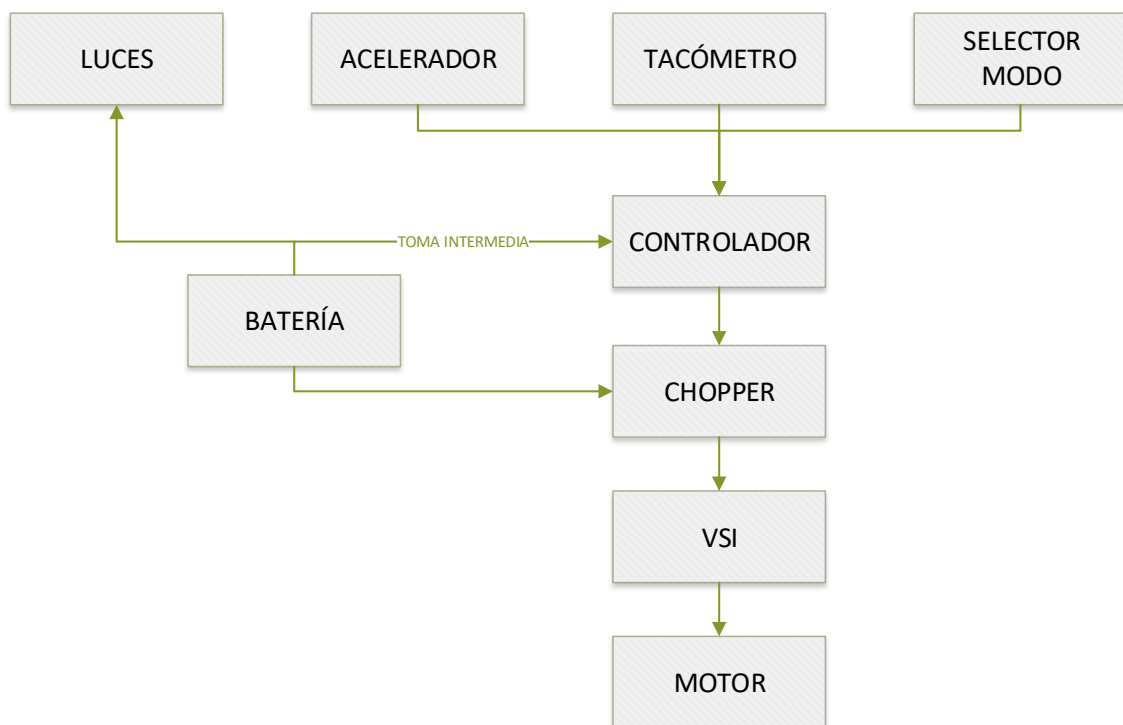 LUCES
ACELERADOR
TACÓMETRO
SELECTOR
MODO
TOMA INTERMEDIA
CONTROLADOR
BATERÍA
CHOPPER
VSI
MOTOR